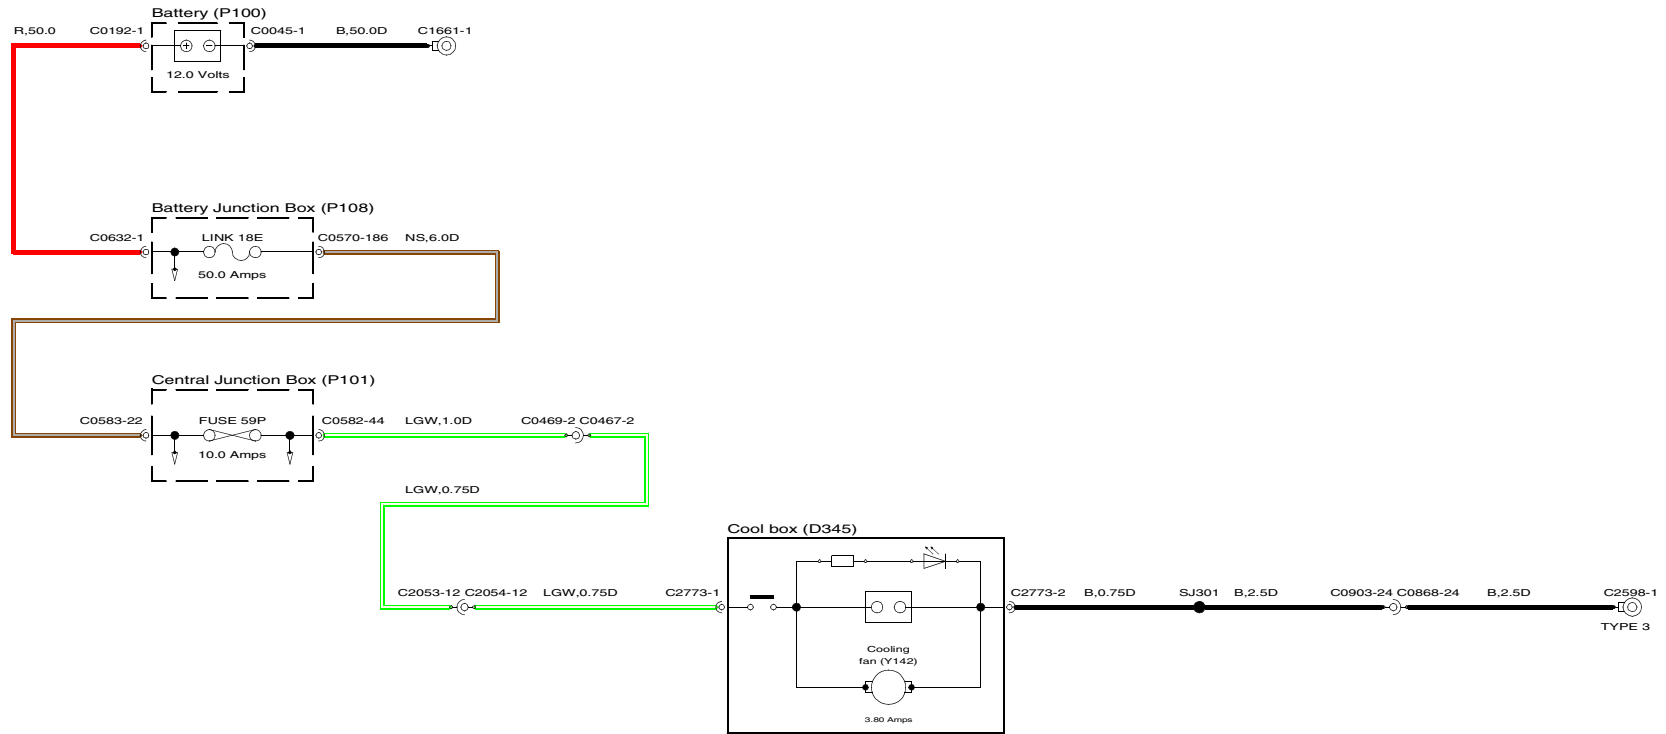 Battery (P100)
R,50.0 C0192-1 C0045-1 B,50.0D C1661-1
12.0 Volts
Battery Junction Box (P108)
C0632-1 LINK 18E C0570-186 NS,6.0D
50.0 Amps
Central Junction Box (P101)
C0583-22 FUSE 59P C0582-44 LGW,1.0D C0469-2 C0467-2
10.0 Amps
LGW,0.75D
Cool box (D345)
C2053-12 C2054-12 LGW,0.75D C2773-1 C2773-2 B,0.75D SJ301 B,2.5D C0903-24 C0868-24 B,2.5D C2598-1
TYPE 3
Cooling
fan (Y142)
3.80 Amps